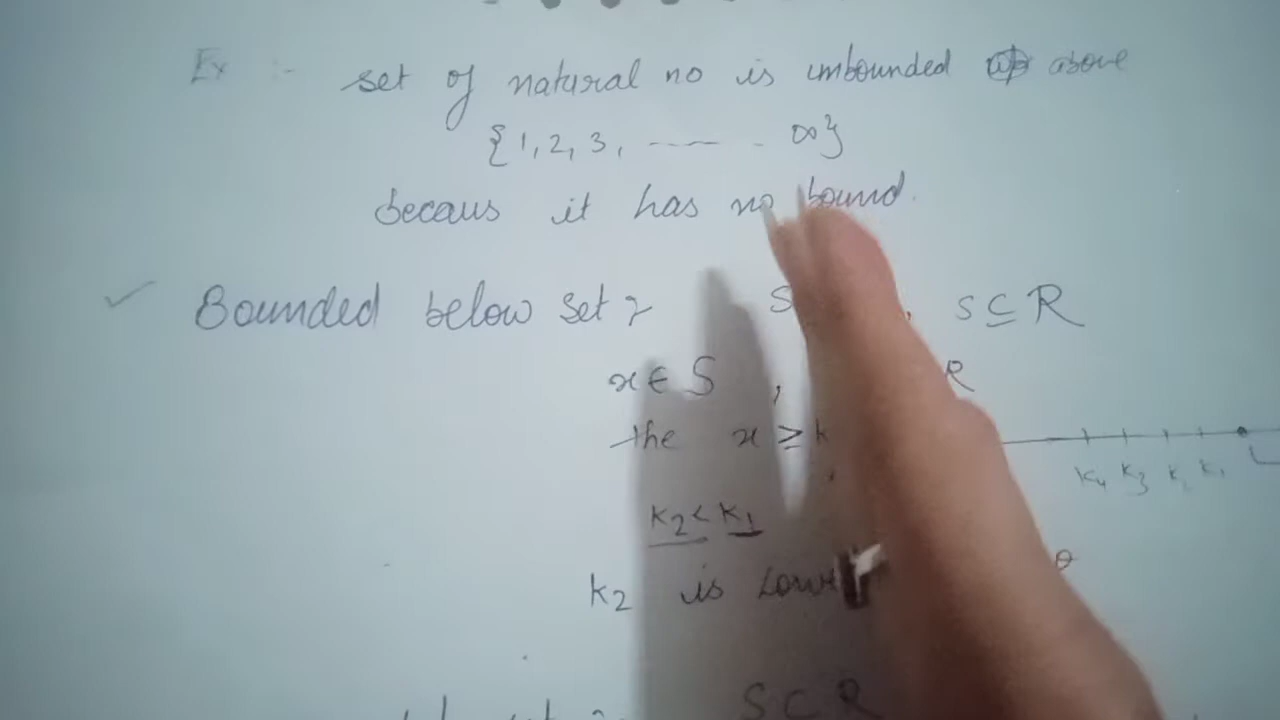 Ex :- set of natural no is unbounded above
{1, 2, 3, ---- . ∞}
becaus it has no bound.
✓ Bounded below set S , S ⊆ R
x ∈ S , R
the x ≥ k
k4 k3 k2 k1
k2 < k1
k2 is
S ⊂ R